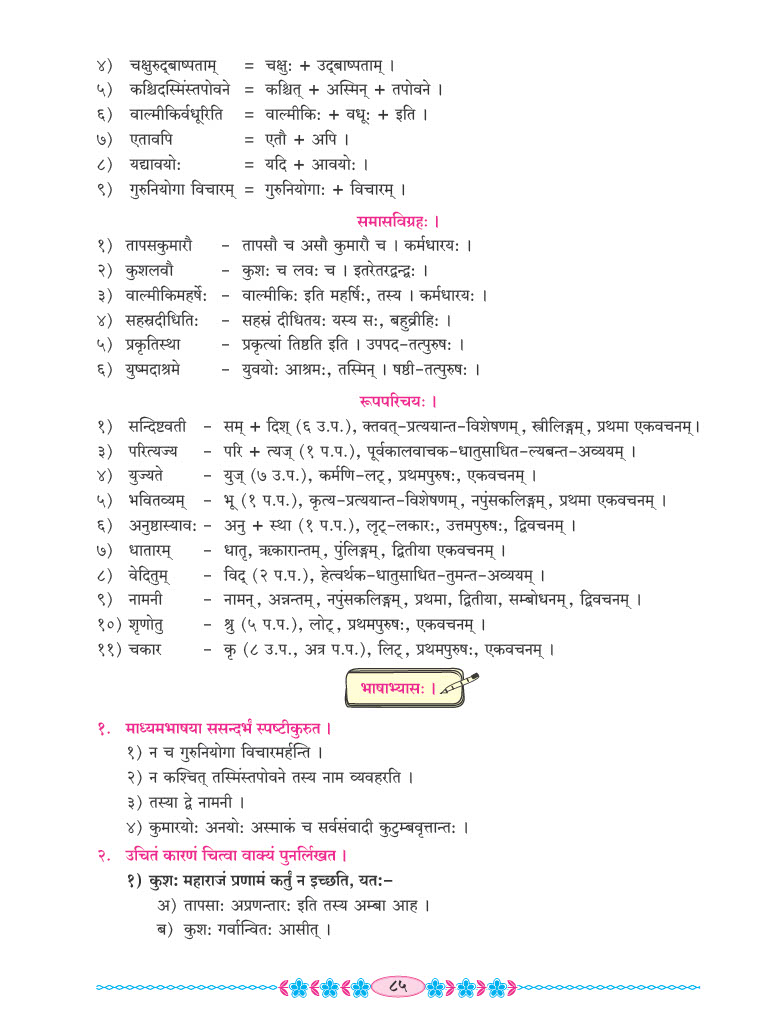 ४) चक्षुरुद्बाष्पताम् = चक्षुः + उद्बाष्पताम् ।
५) कश्चिदस्मिंस्तपोवने = कश्चित् + अस्मिन् + तपोवने ।
६) वाल्मीकिर्वधूरिति = वाल्मीकिः + वधूः + इति ।
७) एतावपि = एतौ + अपि ।
८) यद्यावयोः = यदि + आवयोः ।
९) गुरुनियोगा विचारम् = गुरुनियोगाः + विचारम् ।
समासविग्रहः ।
१) तापसकुमारौ – तापसौ च असौ कुमारौ च । कर्मधारयः ।
२) कुशलवौ – कुशः च लवः च । इतरेतरद्वन्द्वः ।
३) वाल्मीकिमहर्षेः – वाल्मीकिः इति महर्षिः, तस्य । कर्मधारयः ।
४) सहस्रदीधितिः – सहस्रं दीधितयः यस्य सः, बहुव्रीहिः ।
५) प्रकृतिस्था – प्रकृत्यां तिष्ठति इति । उपपद-तत्पुरुषः ।
६) युष्मदाश्रमे – युवयोः आश्रमः, तस्मिन् । षष्ठी-तत्पुरुषः ।
रूपपरिचयः ।
१) सन्दिष्टवती – सम् + दिश् (६ उ.प.), क्तवत्-प्रत्ययान्त-विशेषणम्, स्त्रीलिङ्गम्, प्रथमा एकवचनम्।
३) परित्यज्य – परि + त्यज् (१ प.प.), पूर्वकालवाचक-धातुसाधित-ल्यबन्त-अव्ययम् ।
४) युज्यते – युज् (७ उ.प.), कर्मणि-लट्, प्रथमपुरुषः, एकवचनम् ।
५) भवितव्यम् – भू (१ प.प.), कृत्य-प्रत्ययान्त-विशेषणम्, नपुंसकलिङ्गम्, प्रथमा एकवचनम् ।
६) अनुष्ठास्यावः – अनु + स्था (१ प.प.), लृट्-लकारः, उत्तमपुरुषः, द्विवचनम् ।
७) धातारम् – धातृ, ऋकारान्तम्, पुंलिङ्गम्, द्वितीया एकवचनम् ।
८) वेदितुम् – विद् (२ प.प.), हेत्वर्थक-धातुसाधित-तुमन्त-अव्ययम् ।
९) नामनी – नामन्, अन्नन्तम्, नपुंसकलिङ्गम्, प्रथमा, द्वितीया, सम्बोधनम्, द्विवचनम् ।
१०) शृणोतु – श्रु (५ प.प.), लोट्, प्रथमपुरुषः, एकवचनम् ।
११) चकार – कृ (८ उ.प., अत्र प.प.), लिट्, प्रथमपुरुषः, एकवचनम् ।
भाषाभ्यासः ।
१. माध्यमभाषया ससन्दर्भं स्पष्टीकुरुत ।
१) न च गुरुनियोगा विचारमर्हन्ति ।
२) न कश्चित् तस्मिंस्तपोवने तस्य नाम व्यवहरति ।
३) तस्या द्वे नामनी ।
४) कुमारयोः अनयोः अस्माकं च सर्वसंवादी कुटुम्बवृत्तान्तः ।
२. उचितं कारणं चित्वा वाक्यं पुनर्लिखत ।
१) कुशः महाराजं प्रणामं कर्तुं न इच्छति, यतः–
अ) तापसाः अप्रणन्तारः इति तस्य अम्बा आह ।
ब) कुशः गर्वान्वितः आसीत् ।
८५